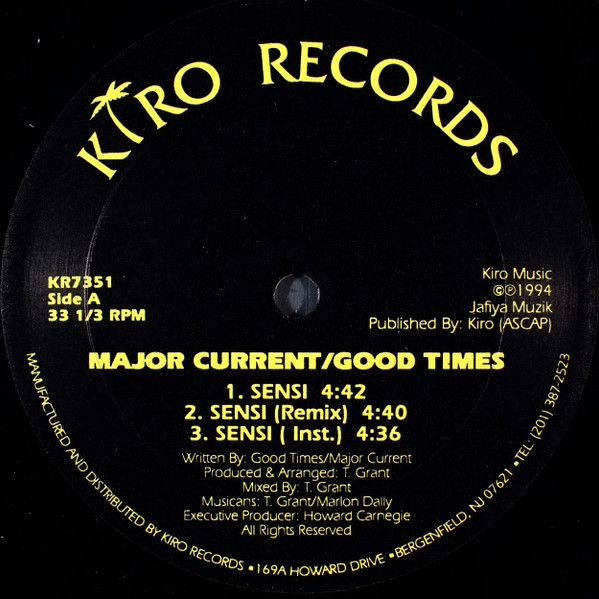 KIRO RECORDS
KR7351
Side A
33 1/3 RPM
Kiro Music
©℗1994
Jafiya Muzik
Published By: Kiro (ASCAP)
MAJOR CURRENT/GOOD TIMES
1. SENSI 4:42
2. SENSI (Remix) 4:40
3. SENSI ( Inst.) 4:36
Written By: Good Times/Major Current
Produced & Arranged: T. Grant
Mixed By: T. Grant
Musicans: T. Grant/Marlon Dally
Executive Producer: Howard Carnegie
All Rights Reserved
MANUFACTURED AND DISTRIBUTED BY KIRO RECORDS ▪ 169A HOWARD DRIVE ▪ BERGENFIELD, NJ 07621 ▪ TEL: (201) 387-2523